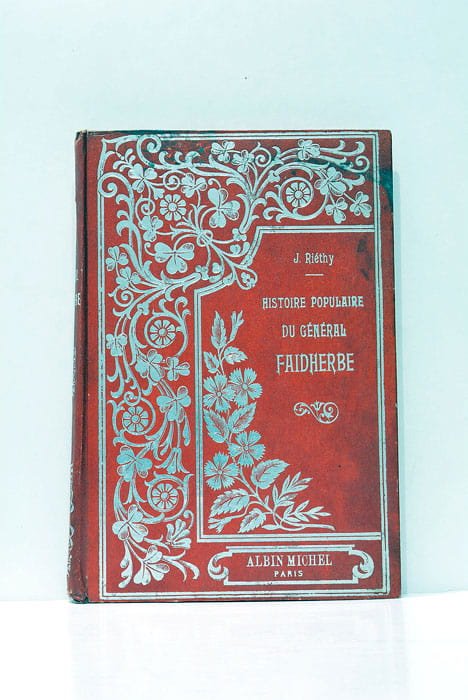 J. Riéthy
HISTOIRE POPULAIRE
DU GÉNÉRAL
FAIDHERBE
ALBIN MICHEL
PARIS